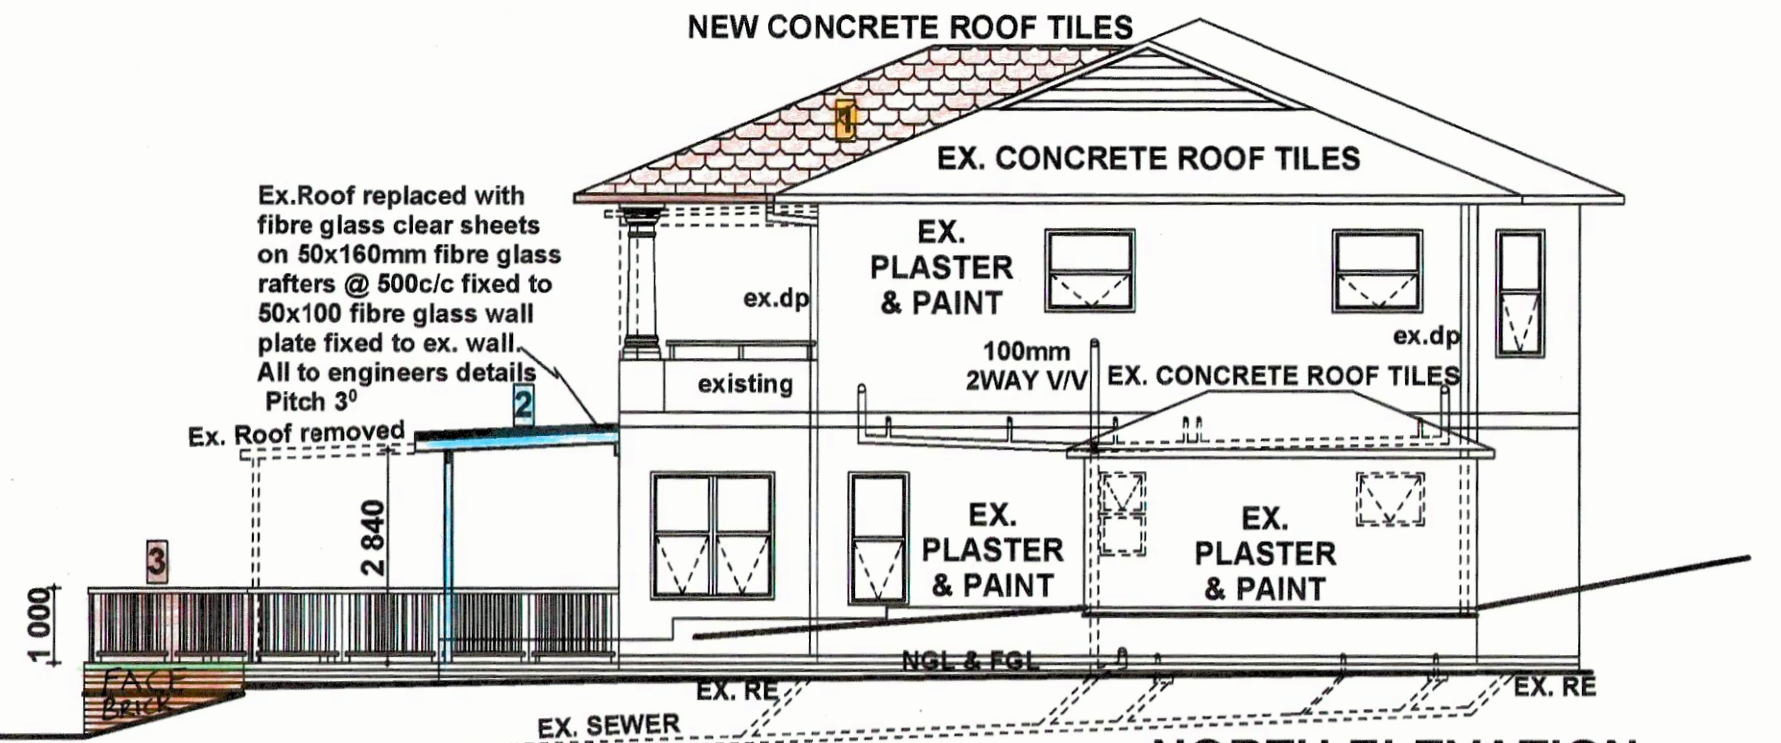 NEW CONCRETE ROOF TILES
1
EX. CONCRETE ROOF TILES
Ex.Roof replaced with
fibre glass clear sheets
on 50x160mm fibre glass
rafters @ 500c/c fixed to
50x100 fibre glass wall
plate fixed to ex. wall.
All to engineers details
Pitch 3⁰
2
Ex. Roof removed
EX.
PLASTER
& PAINT
ex.dp
ex.dp
existing
100mm
2WAY V/V
EX. CONCRETE ROOF TILES
2 840
3
1 000
EX.
PLASTER
& PAINT
EX.
PLASTER
& PAINT
FACE
BRICK
NGL & FGL
EX. RE
EX. RE
EX. SEWER
NORTH ELEVATION